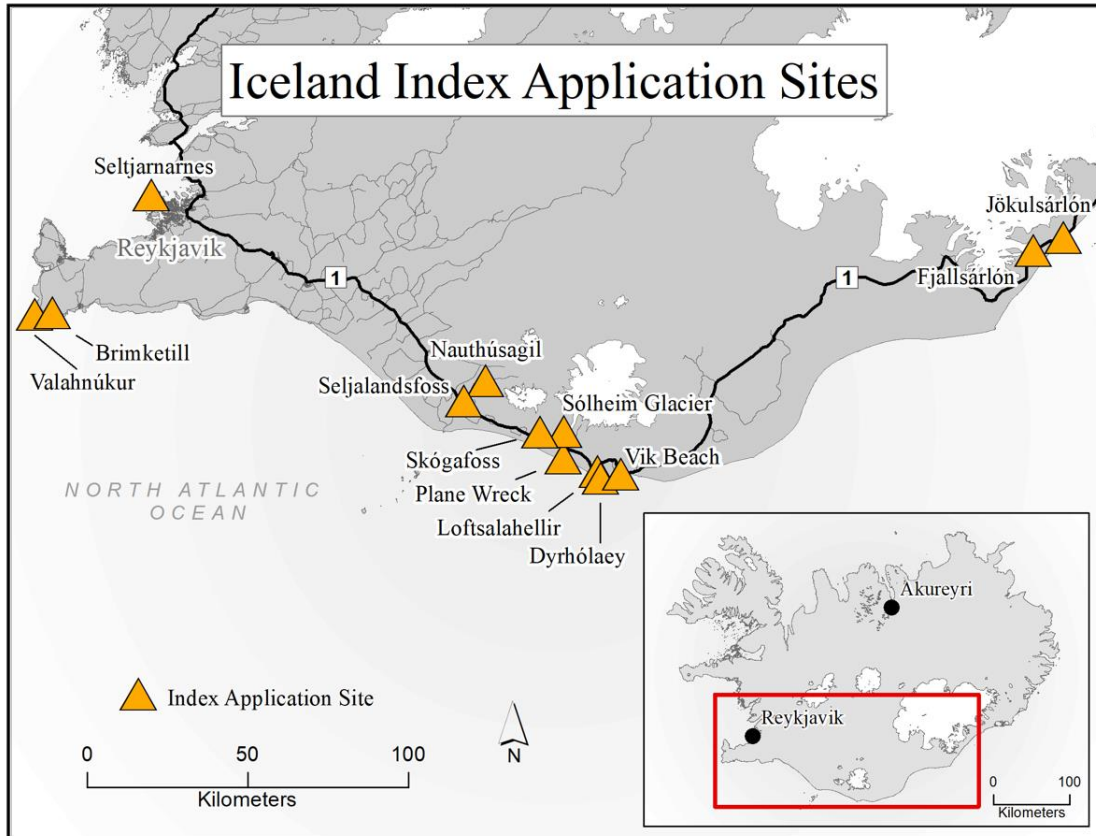 Iceland Index Application Sites
Seltjarnarnes
Reykjavik
1
1
Jökulsárlón
Fjallsárlón
Brimketill
Valahnúkur
Nauthúsagil
Seljalandsfoss
Sólheim Glacier
Skógafoss
Vik Beach
Plane Wreck
Loftsalahellir
Dyrhólaey
NORTH ATLANTIC
OCEAN
Index Application Site
0 50 100
Kilometers
N
Akureyri
Reykjavik
0 100
Kilometers